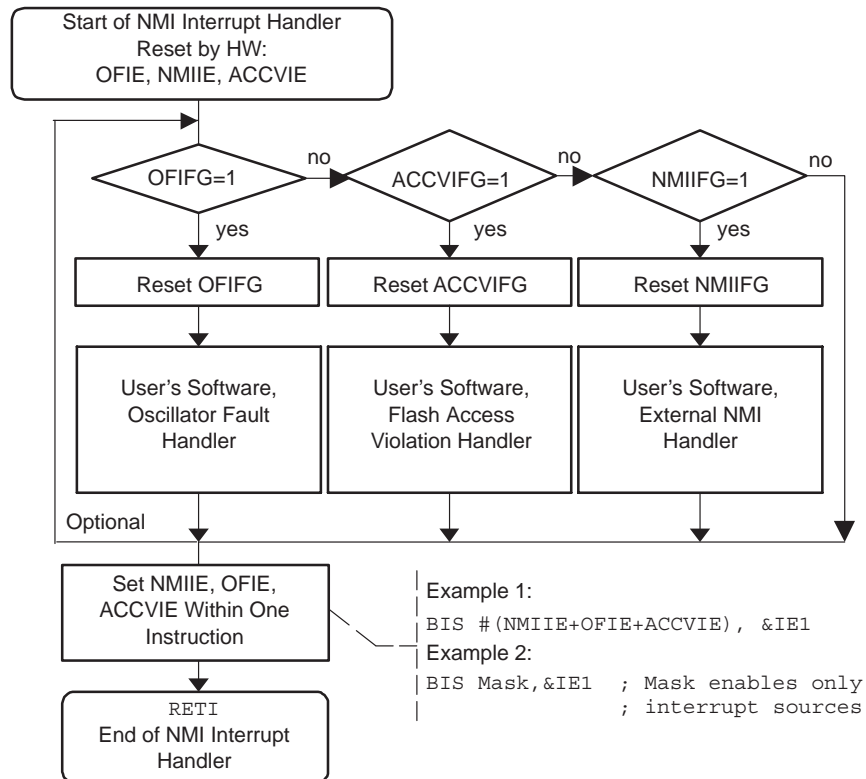 Start of NMI Interrupt Handler
Reset by HW:
OFIE, NMIIE, ACCVIE
OFIFG=1
no
ACCVIFG=1
no
NMIIFG=1
no
yes
yes
yes
Reset OFIFG
Reset ACCVIFG
Reset NMIIFG
User's Software,
Oscillator Fault
Handler
User's Software,
Flash Access
Violation Handler
User's Software,
External NMI
Handler
Optional
Set NMIIE, OFIE,
ACCVIE Within One
Instruction
Example 1:
BIS #(NMIIE+OFIE+ACCVIE), &IE1
Example 2:
BIS Mask,&IE1 ; Mask enables only
; interrupt sources
RETI
End of NMI Interrupt
Handler